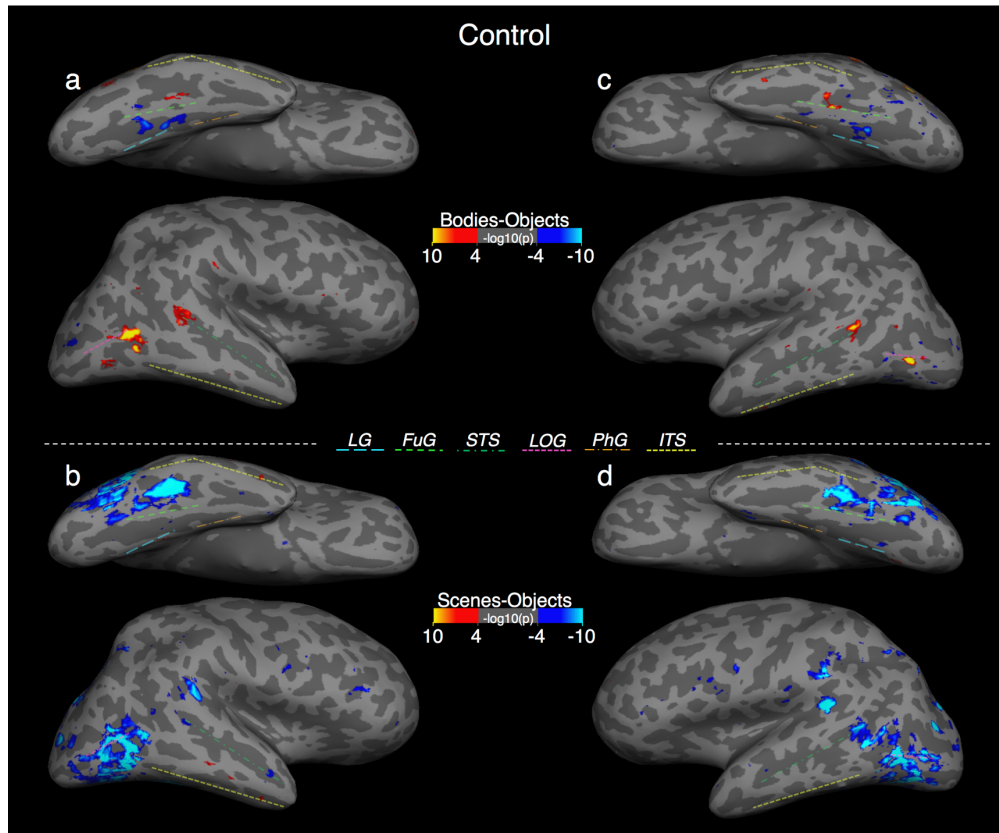 Control
a
c
Bodies-Objects
-log10(p)
10 4 -4 -10
LG FuG STS LOG PhG ITS
b
d
Scenes-Objects
-log10(p)
10 4 -4 -10